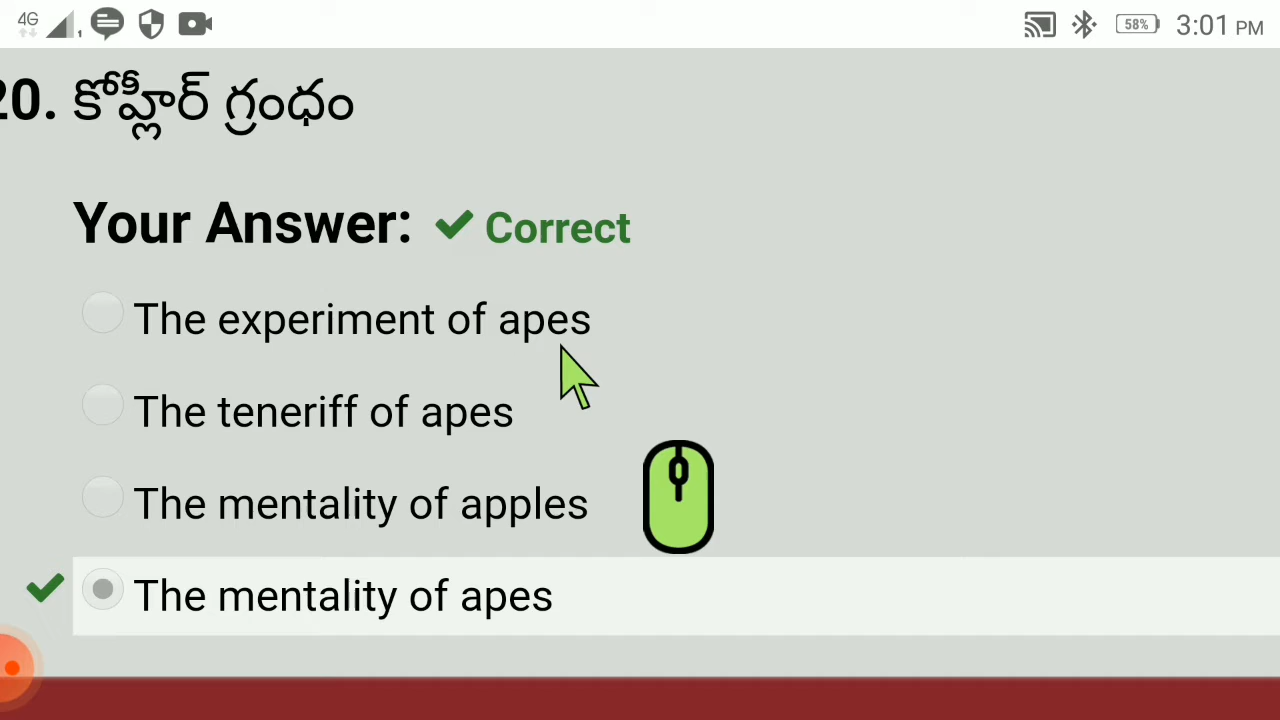 4G 58% 3:01 PM
20. కోహ్లీర్ గ్రంధం
Your Answer: Correct
The experiment of apes
The teneriff of apes
The mentality of apples
The mentality of apes